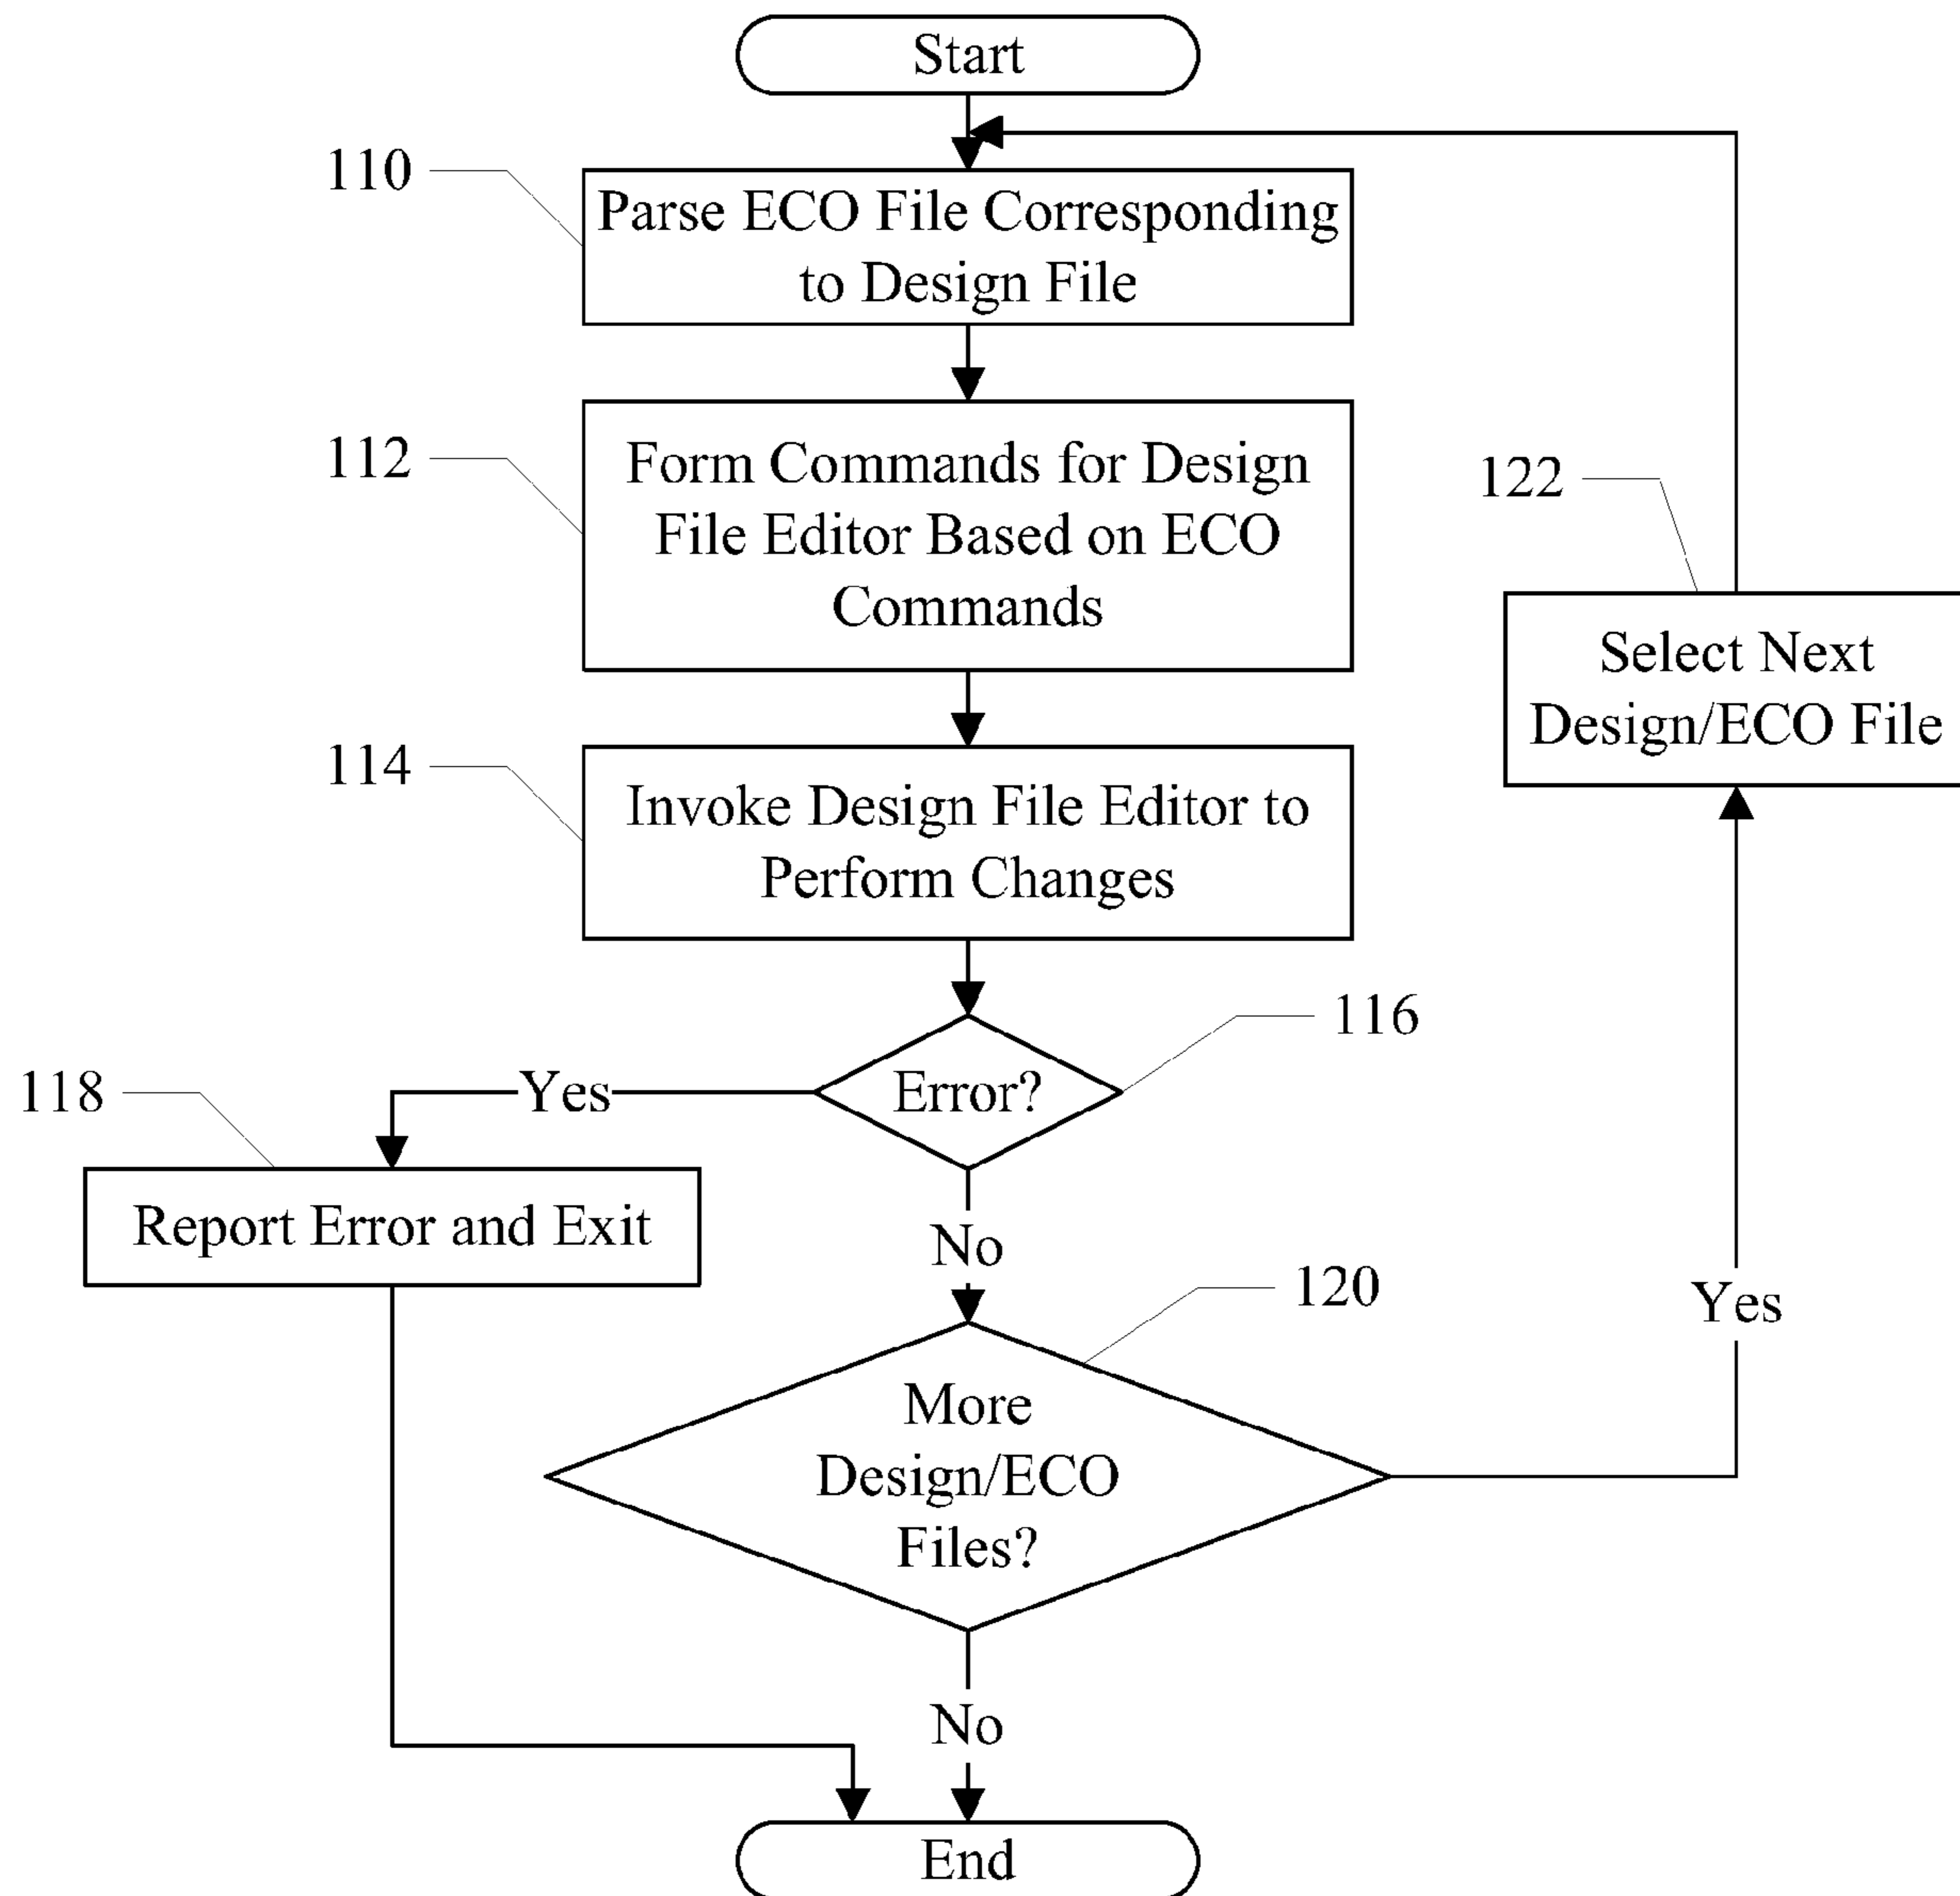 Start
110
Parse ECO File Corresponding
to Design File
112
Form Commands for Design
File Editor Based on ECO
Commands
122
Select Next
Design/ECO File
114
Invoke Design File Editor to
Perform Changes
116
Error?
Yes
118
Report Error and Exit
No
120
Yes
More
Design/ECO
Files?
No
End